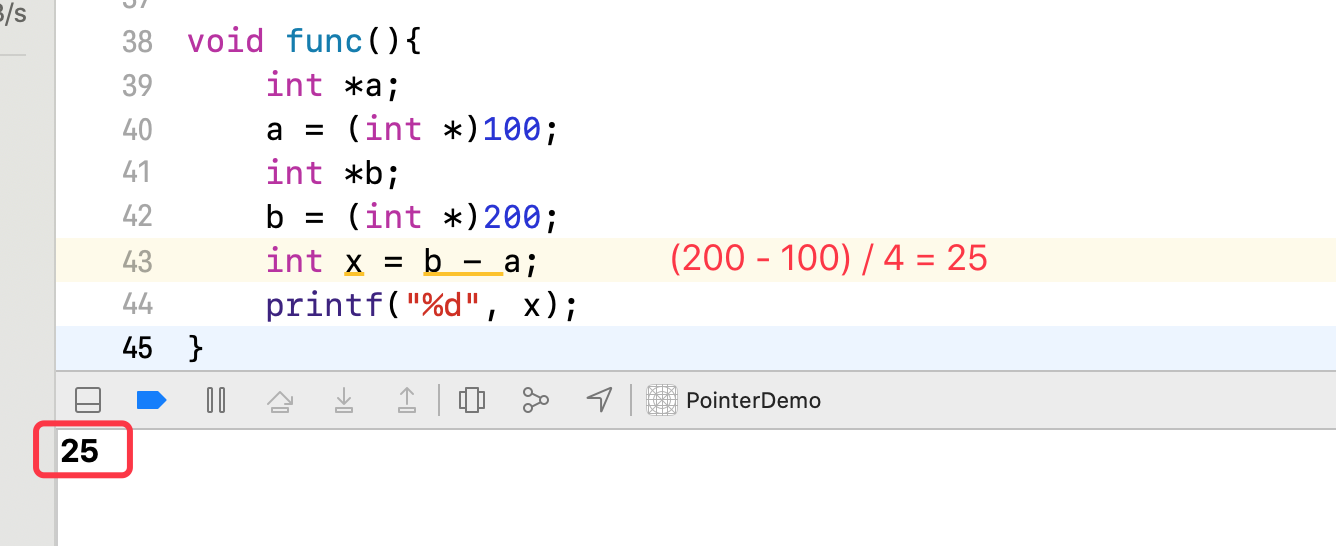 38 void func(){
39 int *a;
40 a = (int *)100;
41 int *b;
42 b = (int *)200;
43 int x = b - a; (200 - 100) / 4 = 25
44 printf("%d", x);
45 }
PointerDemo
25